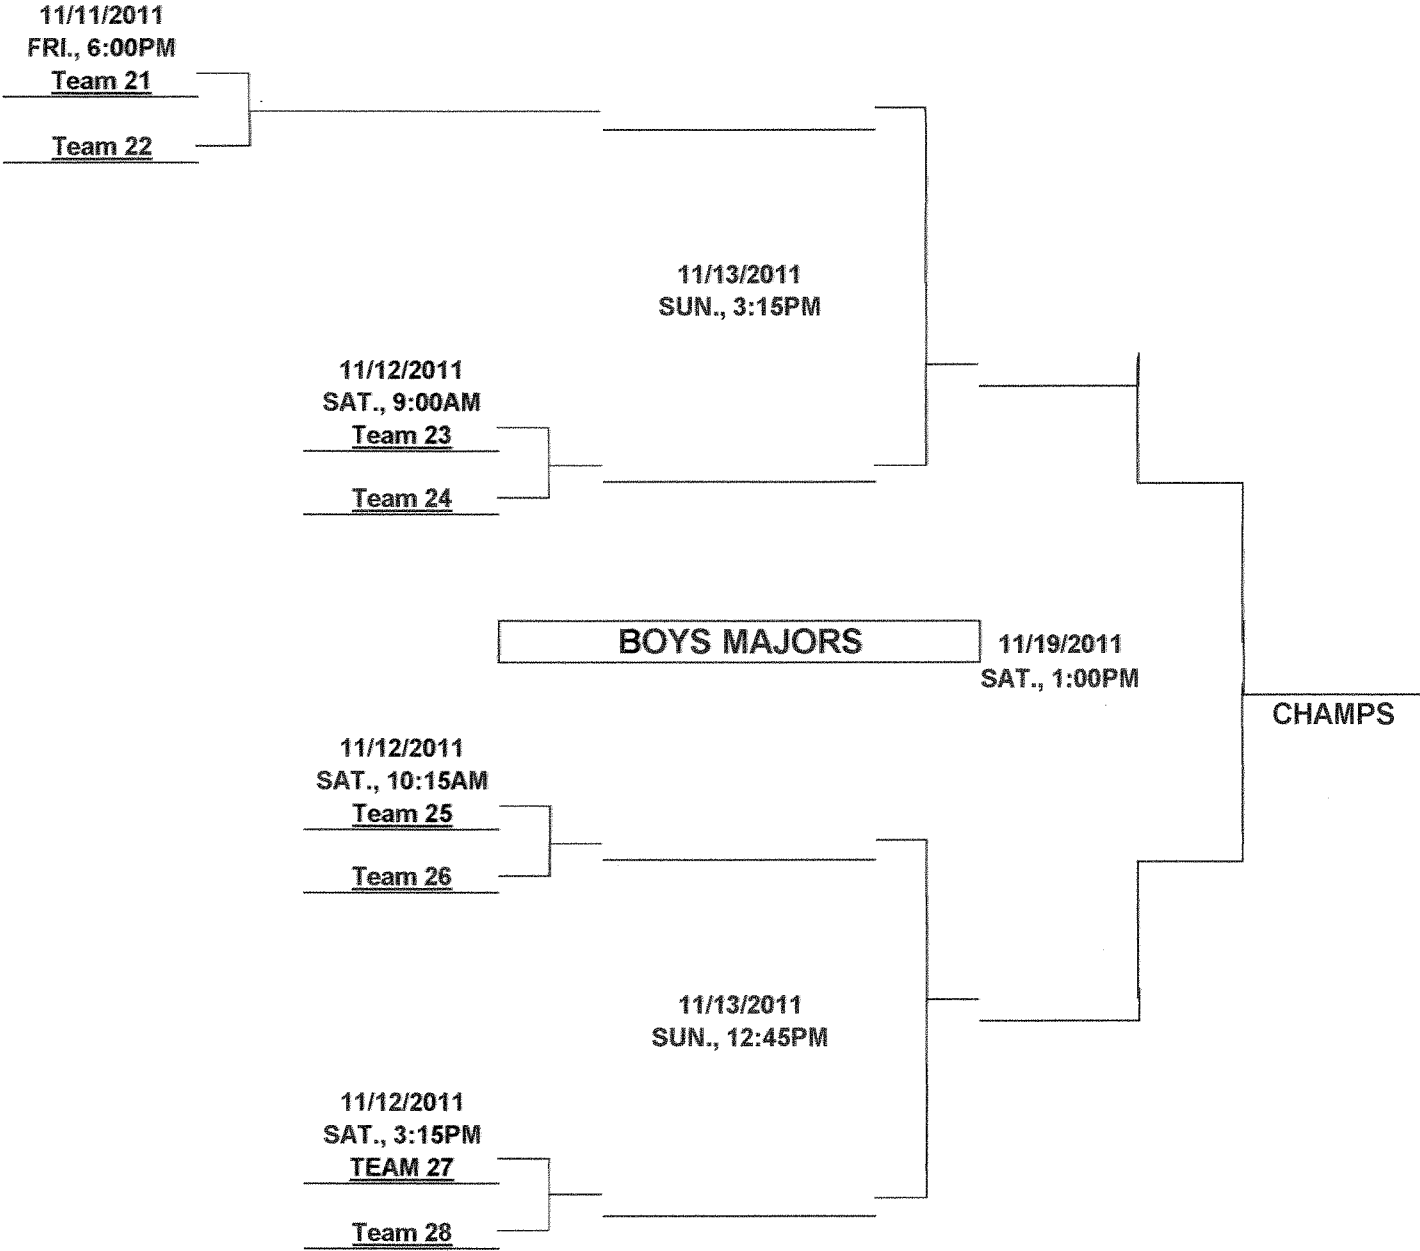 11/11/2011
FRI., 6:00PM
Team 21
Team 22
11/13/2011
SUN., 3:15PM
11/12/2011
SAT., 9:00AM
Team 23
Team 24
BOYS MAJORS
11/19/2011
SAT., 1:00PM
CHAMPS
11/12/2011
SAT., 10:15AM
Team 25
Team 26
11/13/2011
SUN., 12:45PM
11/12/2011
SAT., 3:15PM
TEAM 27
Team 28